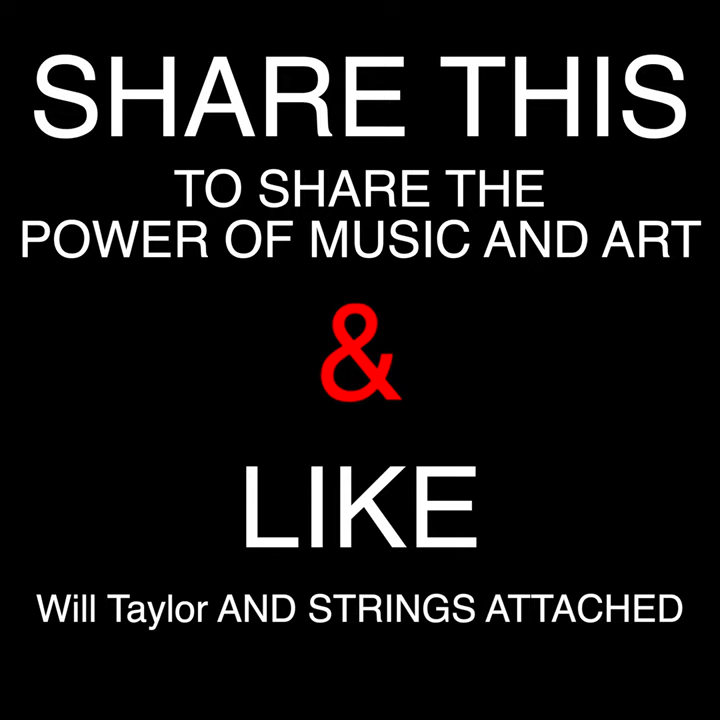 SHARE THIS
TO SHARE THE
POWER OF MUSIC AND ART
&
LIKE
Will Taylor AND STRINGS ATTACHED